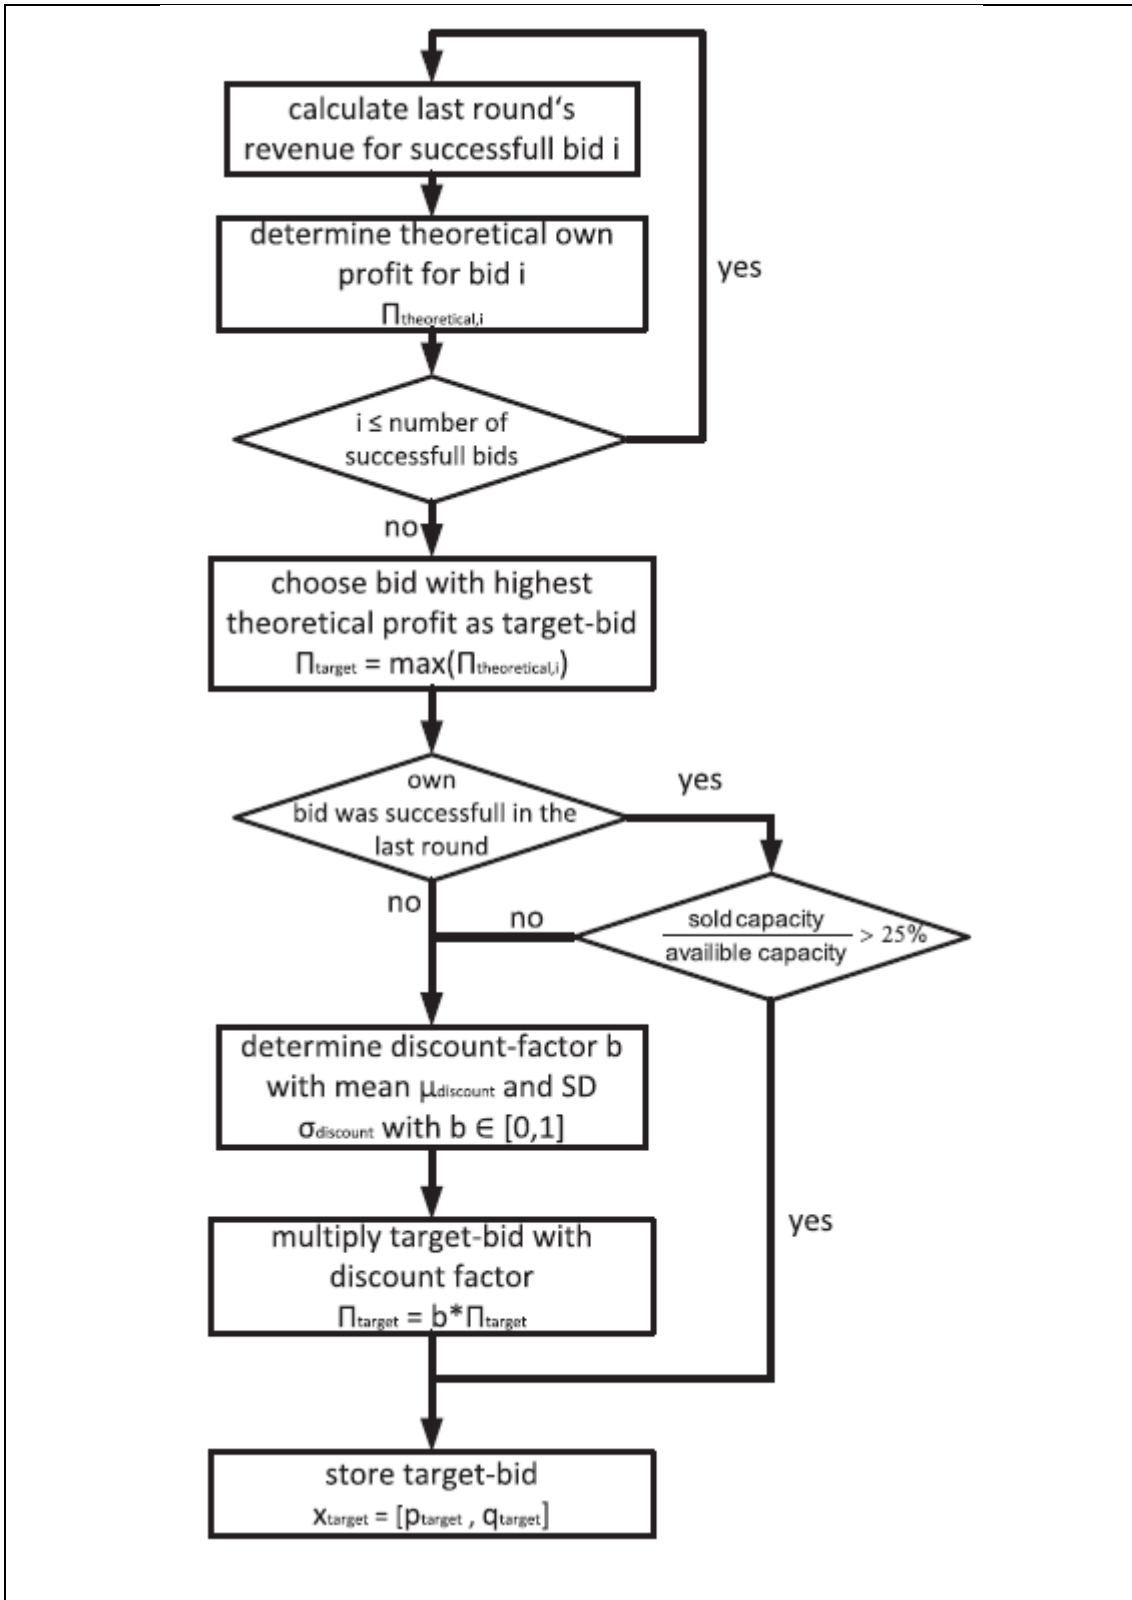 calculate last round‘s
revenue for successfull bid i
determine theoretical own
profit for bid i
Πtheoretical,i
yes
i ≤ number of
successfull bids
no
choose bid with highest
theoretical profit as target-bid
Πtarget = max(Πtheoretical,i)
own
bid was successfull in the
last round
yes
no
no
sold capacity
availible capacity
> 25%
determine discount-factor b
with mean μdiscount and SD
σdiscount with b ∈ [0,1]
yes
multiply target-bid with
discount factor
Πtarget = b*Πtarget
store target-bid
xtarget = [ptarget , qtarget]